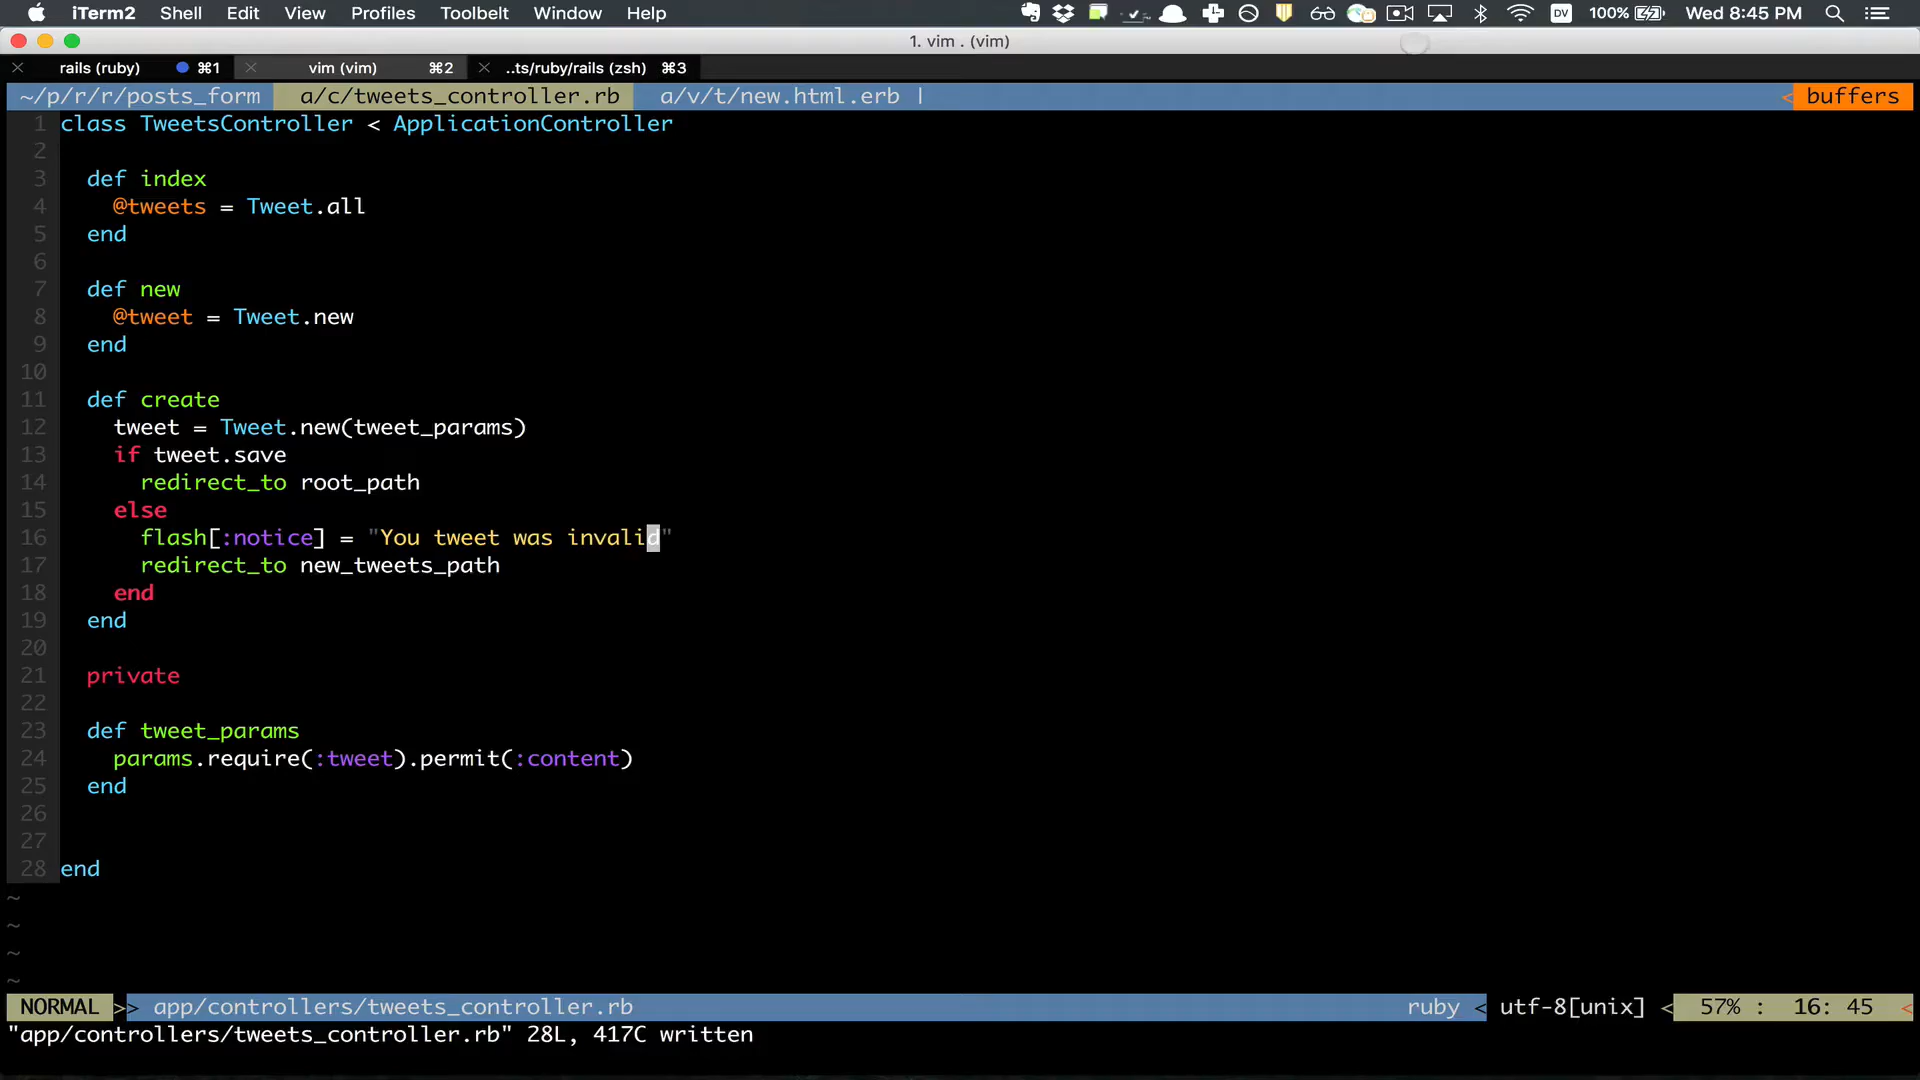 iTerm2 Shell Edit View Profiles Toolbelt Window Help DV 100% Wed 8:45 PM
1. vim . (vim)
rails (ruby) ⌘1 vim (vim) ⌘2 ..ts/ruby/rails (zsh) ⌘3
~/p/r/r/posts_form a/c/tweets_controller.rb a/v/t/new.html.erb | < buffers
1 class TweetsController < ApplicationController
2
3 def index
4 @tweets = Tweet.all
5 end
6
7 def new
8 @tweet = Tweet.new
9 end
10
11 def create
12 tweet = Tweet.new(tweet_params)
13 if tweet.save
14 redirect_to root_path
15 else
16 flash[:notice] = "You tweet was invalid"
17 redirect_to new_tweets_path
18 end
19 end
20
21 private
22
23 def tweet_params
24 params.require(:tweet).permit(:content)
25 end
26
27
28 end
~
~
~
~
NORMAL >> app/controllers/tweets_controller.rb ruby < utf-8[unix] < 57% : 16: 45 <
"app/controllers/tweets_controller.rb" 28L, 417C written